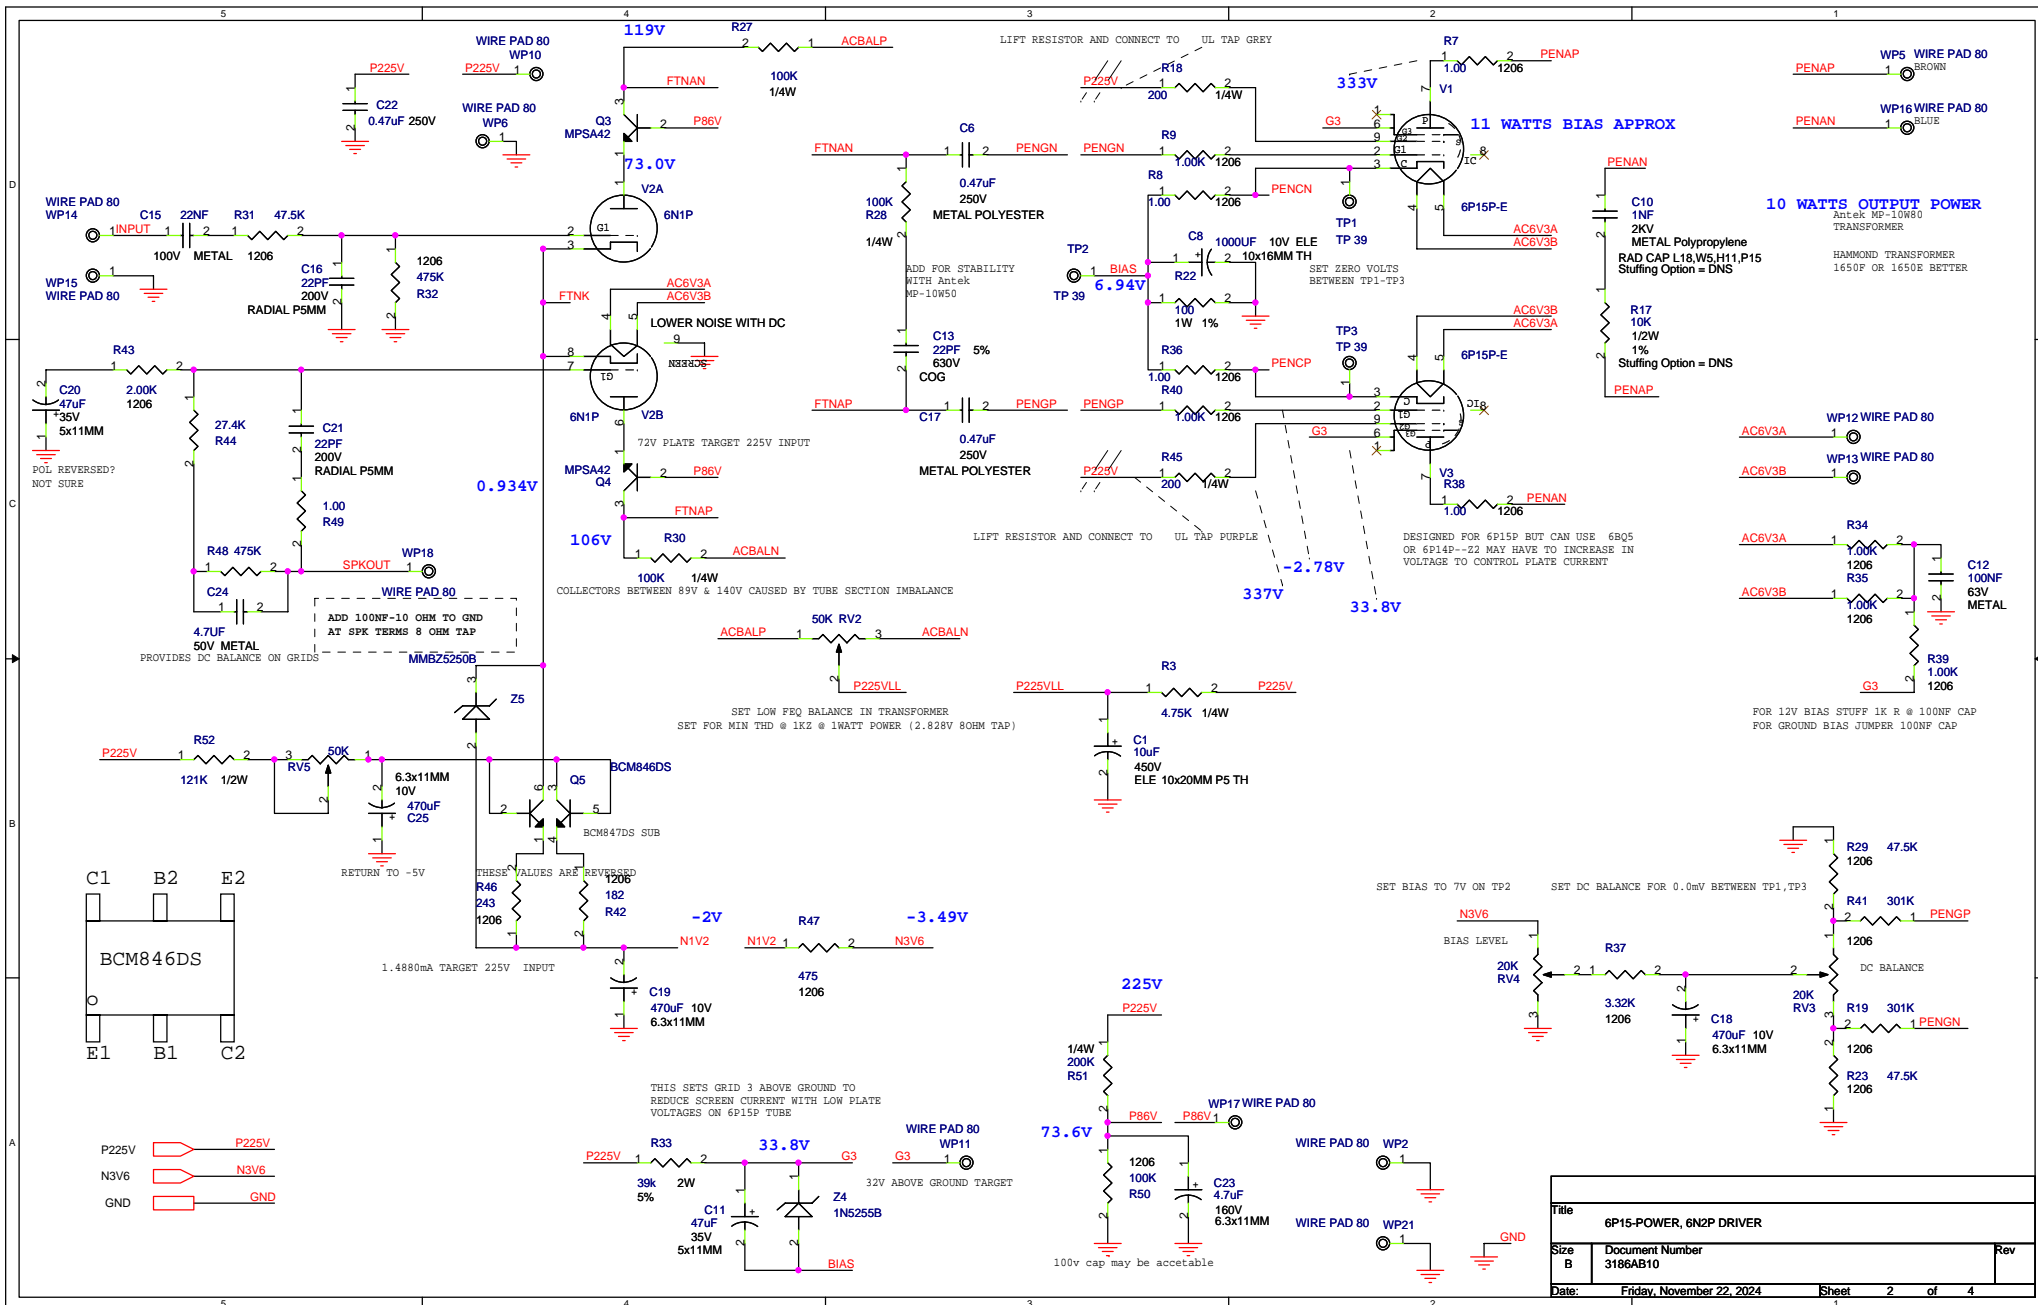 5 4 3 2 1
119V
R27
2 1 ACBALP
100K
1/4W
WIRE PAD 80
WP10
P225V 1
P225V
C22
0.47uF 250V
WIRE PAD 80
WP6
FTNAN
Q3
MPSA42
P86V
73.0V
V2A
6N1P
G1
WIRE PAD 80
WP14
INPUT
C15 22NF
100V METAL
R31 47.5K
1206
WP15
WIRE PAD 80
C16
22PF
200V
RADIAL P5MM
1206
475K
R32
FTNK
AC6V3A
AC6V3B
LOWER NOISE WITH DC
SCREEN
G1
6N1P
V2B
72V PLATE TARGET 225V INPUT
MPSA42
Q4
P86V
FTNAP
106V
R30
100K 1/4W
ACBALN
COLLECTORS BETWEEN 89V & 140V CAUSED BY TUBE SECTION IMBALANCE
R43
2.00K
1206
C20
47uF
35V
5x11MM
POL REVERSED?
NOT SURE
27.4K
R44
C21
22PF
200V
RADIAL P5MM
1.00
R49
R48 475K
SPKOUT
WP18
WIRE PAD 80
C24
4.7UF
50V METAL
PROVIDES DC BALANCE ON GRIDS
ADD 100NF-10 OHM TO GND
AT SPK TERMS 8 OHM TAP
0.934V
MMBZ5250B
Z5
P225V
R52
121K 1/2W
RV5
50K
6.3x11MM
10V
470uF
C25
RETURN TO -5V
Q5
BCM846DS
BCM847DS SUB
THESE VALUES ARE REVERSED
R46
243
1206
1206
182
R42
1.4880mA TARGET 225V INPUT
-2V
N1V2
C19
470uF 10V
6.3x11MM
N1V2
R47
475
1206
N3V6
-3.49V
C1 B2 E2
BCM846DS
E1 B1 C2
P225V P225V
N3V6 N3V6
GND GND
LIFT RESISTOR AND CONNECT TO UL TAP GREY
P225V
R18
200 1/4W
333V
R7
1.00 1206
PENAP
V1
11 WATTS BIAS APPROX
G3
FTNAN
C6
0.47uF
250V
METAL POLYESTER
PENGN
PENGN
R9
1.00K 1206
R8
1.00 1206
PENCN
TP1
TP 39
6P15P-E
AC6V3A
AC6V3B
100K
R28
1/4W
ADD FOR STABILITY
WITH Antek
MP-10W50
TP2
TP 39
BIAS
6.94V
C8
1000UF 10V ELE
10x16MM TH
R22
100
1W 1%
SET ZERO VOLTS
BETWEEN TP1-TP3
C13
22PF 5%
630V
COG
R36
1.00 1206
PENCP
TP3
TP 39
AC6V3B
AC6V3A
6P15P-E
FTNAP
C17
0.47uF
250V
METAL POLYESTER
PENGP
PENGP
R40
1.00K 1206
G3
P225V
R45
200 1/4W
V3
R38
1.00 1206
PENAN
LIFT RESISTOR AND CONNECT TO UL TAP PURPLE
DESIGNED FOR 6P15P BUT CAN USE 6BQ5
OR 6P14P--Z2 MAY HAVE TO INCREASE IN
VOLTAGE TO CONTROL PLATE CURRENT
-2.78V
337V
33.8V
PENAP
WP5 WIRE PAD 80
BROWN
PENAN
WP16 WIRE PAD 80
BLUE
PENAN
C10
1NF
2KV
METAL Polypropylene
RAD CAP L18,W5,H11,P15
Stuffing Option = DNS
10 WATTS OUTPUT POWER
Antek MP-10W80
TRANSFORMER
HAMMOND TRANSFORMER
1650F OR 1650E BETTER
R17
10K
1/2W
1%
Stuffing Option = DNS
PENAP
AC6V3A
WP12 WIRE PAD 80
AC6V3B
WP13 WIRE PAD 80
AC6V3A
R34
1.00K
1206
AC6V3B
R35
1.00K
1206
C12
100NF
63V
METAL
R39
1.00K
1206
G3
FOR 12V BIAS STUFF 1K R @ 100NF CAP
FOR GROUND BIAS JUMPER 100NF CAP
ACBALP
50K RV2
ACBALN
P225VLL
SET LOW FEQ BALANCE IN TRANSFORMER
SET FOR MIN THD @ 1KZ @ 1WATT POWER (2.828V 8OHM TAP)
P225VLL
R3
4.75K 1/4W
P225V
C1
10uF
450V
ELE 10x20MM P5 TH
SET BIAS TO 7V ON TP2
SET DC BALANCE FOR 0.0mV BETWEEN TP1,TP3
N3V6
BIAS LEVEL
20K
RV4
R37
3.32K
1206
C18
470uF 10V
6.3x11MM
R29 47.5K
1206
R41 301K
1206
PENGP
DC BALANCE
20K
RV3
R19 301K
1206
PENGN
R23 47.5K
1206
225V
P225V
1/4W
200K
R51
P86V
P86V
WP17 WIRE PAD 80
73.6V
1206
100K
R50
C23
4.7uF
160V
6.3x11MM
100v cap may be accetable
THIS SETS GRID 3 ABOVE GROUND TO
REDUCE SCREEN CURRENT WITH LOW PLATE
VOLTAGES ON 6P15P TUBE
P225V
R33
39k 2W
5%
33.8V
G3
C11
47uF
35V
5x11MM
Z4
1N5255B
BIAS
WIRE PAD 80
WP11
G3
32V ABOVE GROUND TARGET
WIRE PAD 80 WP2
WIRE PAD 80 WP21
GND
Title
6P15-POWER, 6N2P DRIVER
Size
B
Document Number
3186AB10
Rev
Date: Friday, November 22, 2024 Sheet 2 of 4
D
C
B
A
5 4 3 2 1